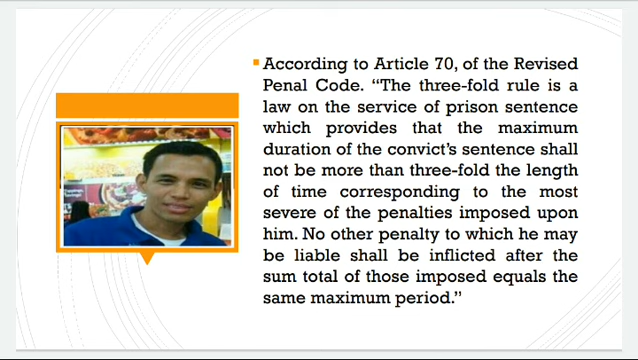 According to Article 70, of the Revised
Penal Code. “The three-fold rule is a
law on the service of prison sentence
which provides that the maximum
duration of the convict’s sentence shall
not be more than three-fold the length
of time corresponding to the most
severe of the penalties imposed upon
him. No other penalty to which he may
be liable shall be inflicted after the
sum total of those imposed equals the
same maximum period.”